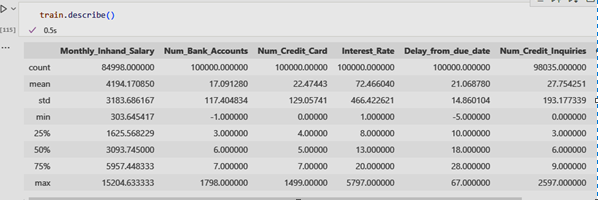 train.describe()
[115] ✓ 0.5s
...
Monthly_Inhand_Salary Num_Bank_Accounts Num_Credit_Card Interest_Rate Delay_from_due_date Num_Credit_Inquiries
count 84998.000000 100000.000000 100000.00000 100000.000000 100000.000000 98035.000000
mean 4194.170850 17.091280 22.47443 72.466040 21.068780 27.754251
std 3183.686167 117.404834 129.05741 466.422621 14.860104 193.177339
min 303.645417 -1.000000 0.00000 1.000000 -5.000000 0.000000
25% 1625.568229 3.000000 4.00000 8.000000 10.000000 3.000000
50% 3093.745000 6.000000 5.00000 13.000000 18.000000 6.000000
75% 5957.448333 7.000000 7.00000 20.000000 28.000000 9.000000
max 15204.633333 1798.000000 1499.00000 5797.000000 67.000000 2597.000000